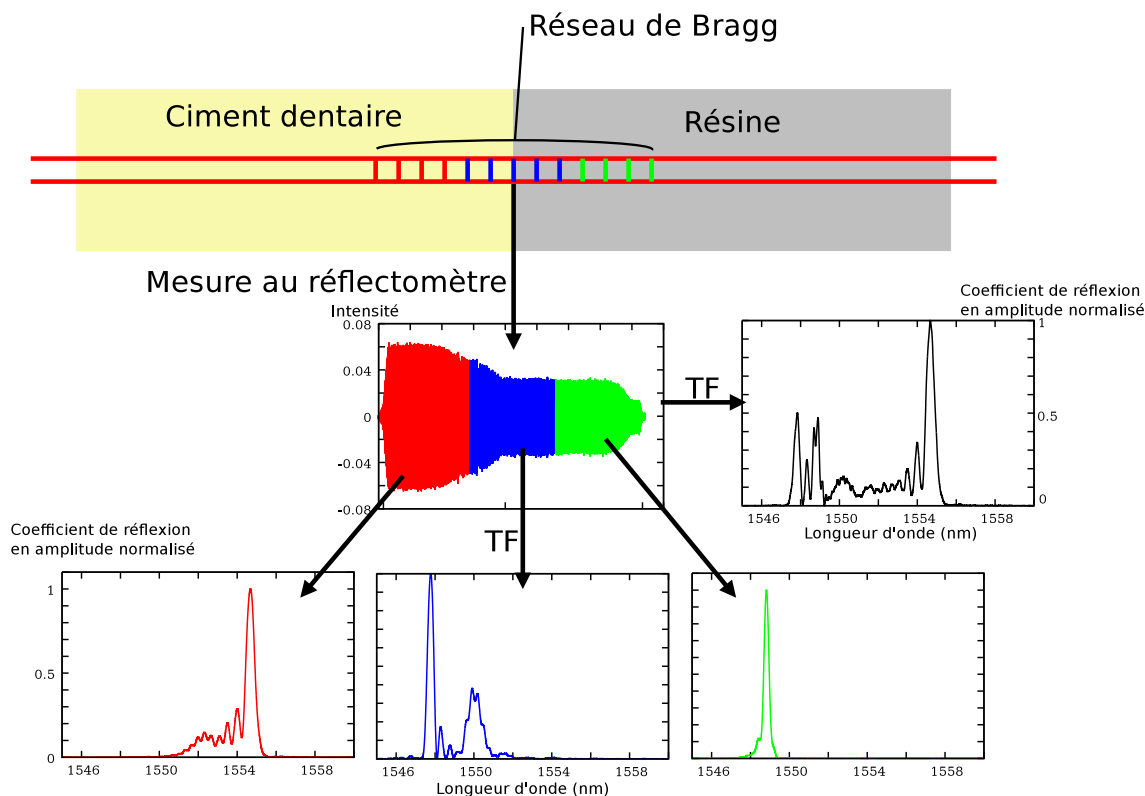 Réseau de Bragg
Ciment dentaire
Résine
Mesure au réflectomètre
Intensité
0.08
0.04
0
-0.04
-0.08
TF
Coefficient de réflexion
en amplitude normalisé
1
0.5
0
1546 1550 1554 1558
Longueur d'onde (nm)
TF
Coefficient de réflexion
en amplitude normalisé
1
0.5
0
1546 1550 1554 1558
1546 1550 1554 1558
Longueur d'onde (nm)
1546 1550 1554 1558